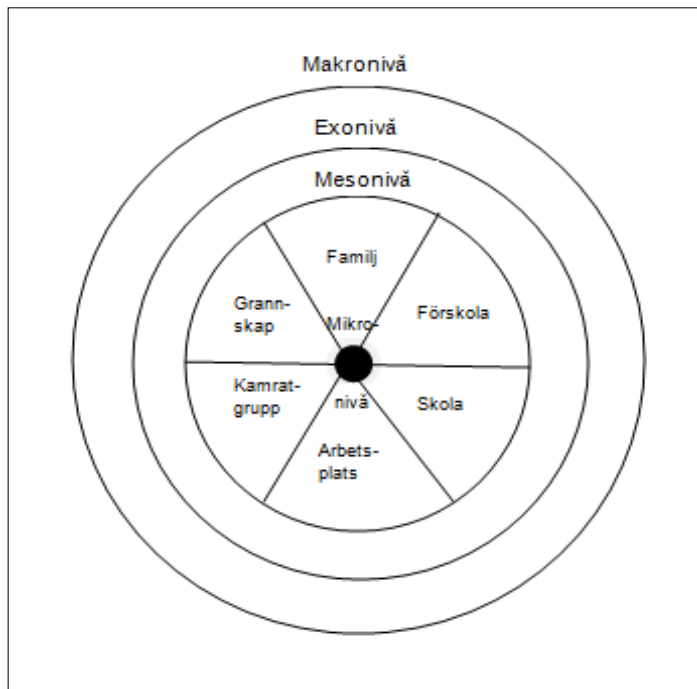 Makronivå
Exonivå
Mesonivå
Familj
Grann-
skap
Mikro-
Förskola
Kamrat-
grupp
nivå
Skola
Arbets-
plats